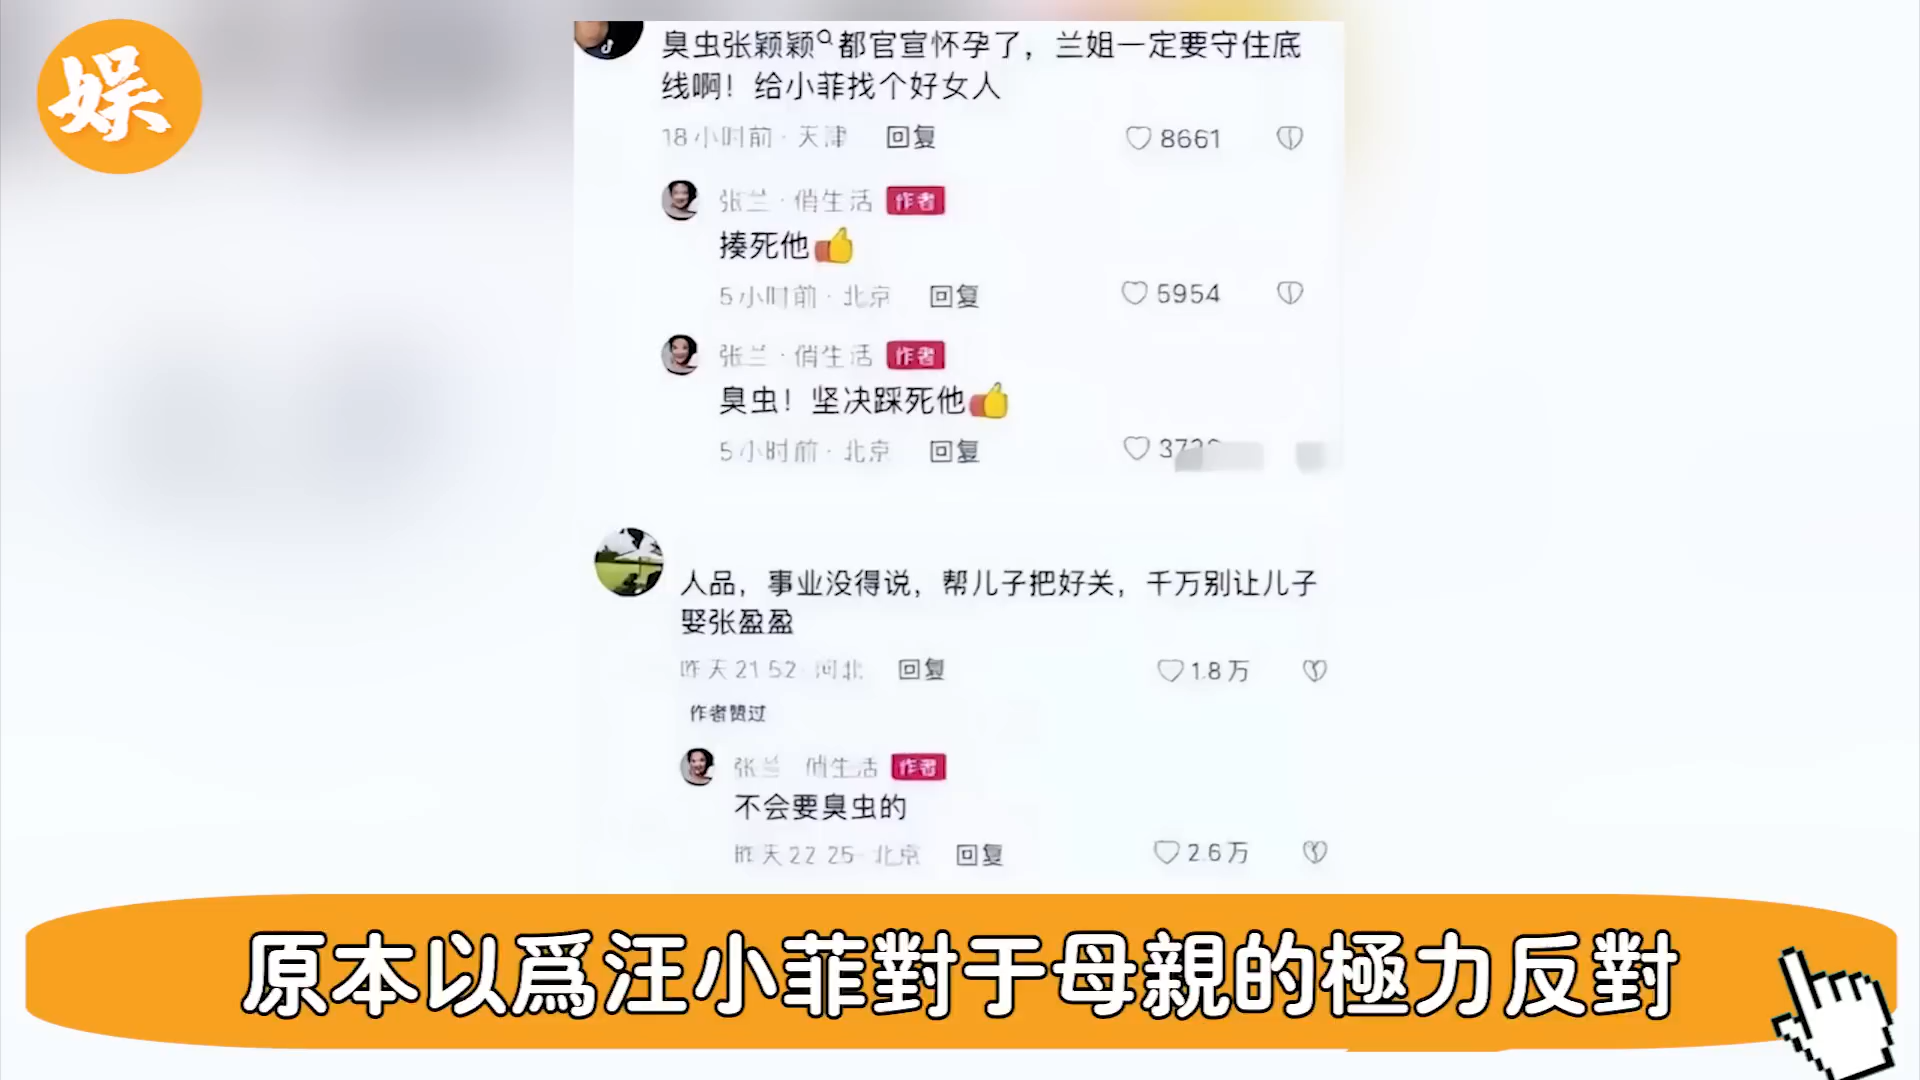 娱
臭虫张颖颖都官宣怀孕了，兰姐一定要守住底
线啊！给小菲找个好女人
18小时前·天津 回复 8661
张兰·俏生活 作者
揍死他👍
5小时前·北京 回复 5954
张兰·俏生活 作者
臭虫！坚决踩死他👍
5小时前·北京 回复
人品，事业没得说，帮儿子把好关，千万别让儿子
娶张盈盈
昨天21 52·河北 回复 1.8万
作者赞过
张兰 俏生活 作者
不会要臭虫的
昨天22 25·北京 回复 2.6万
原本以爲汪小菲對于母親的極力反對